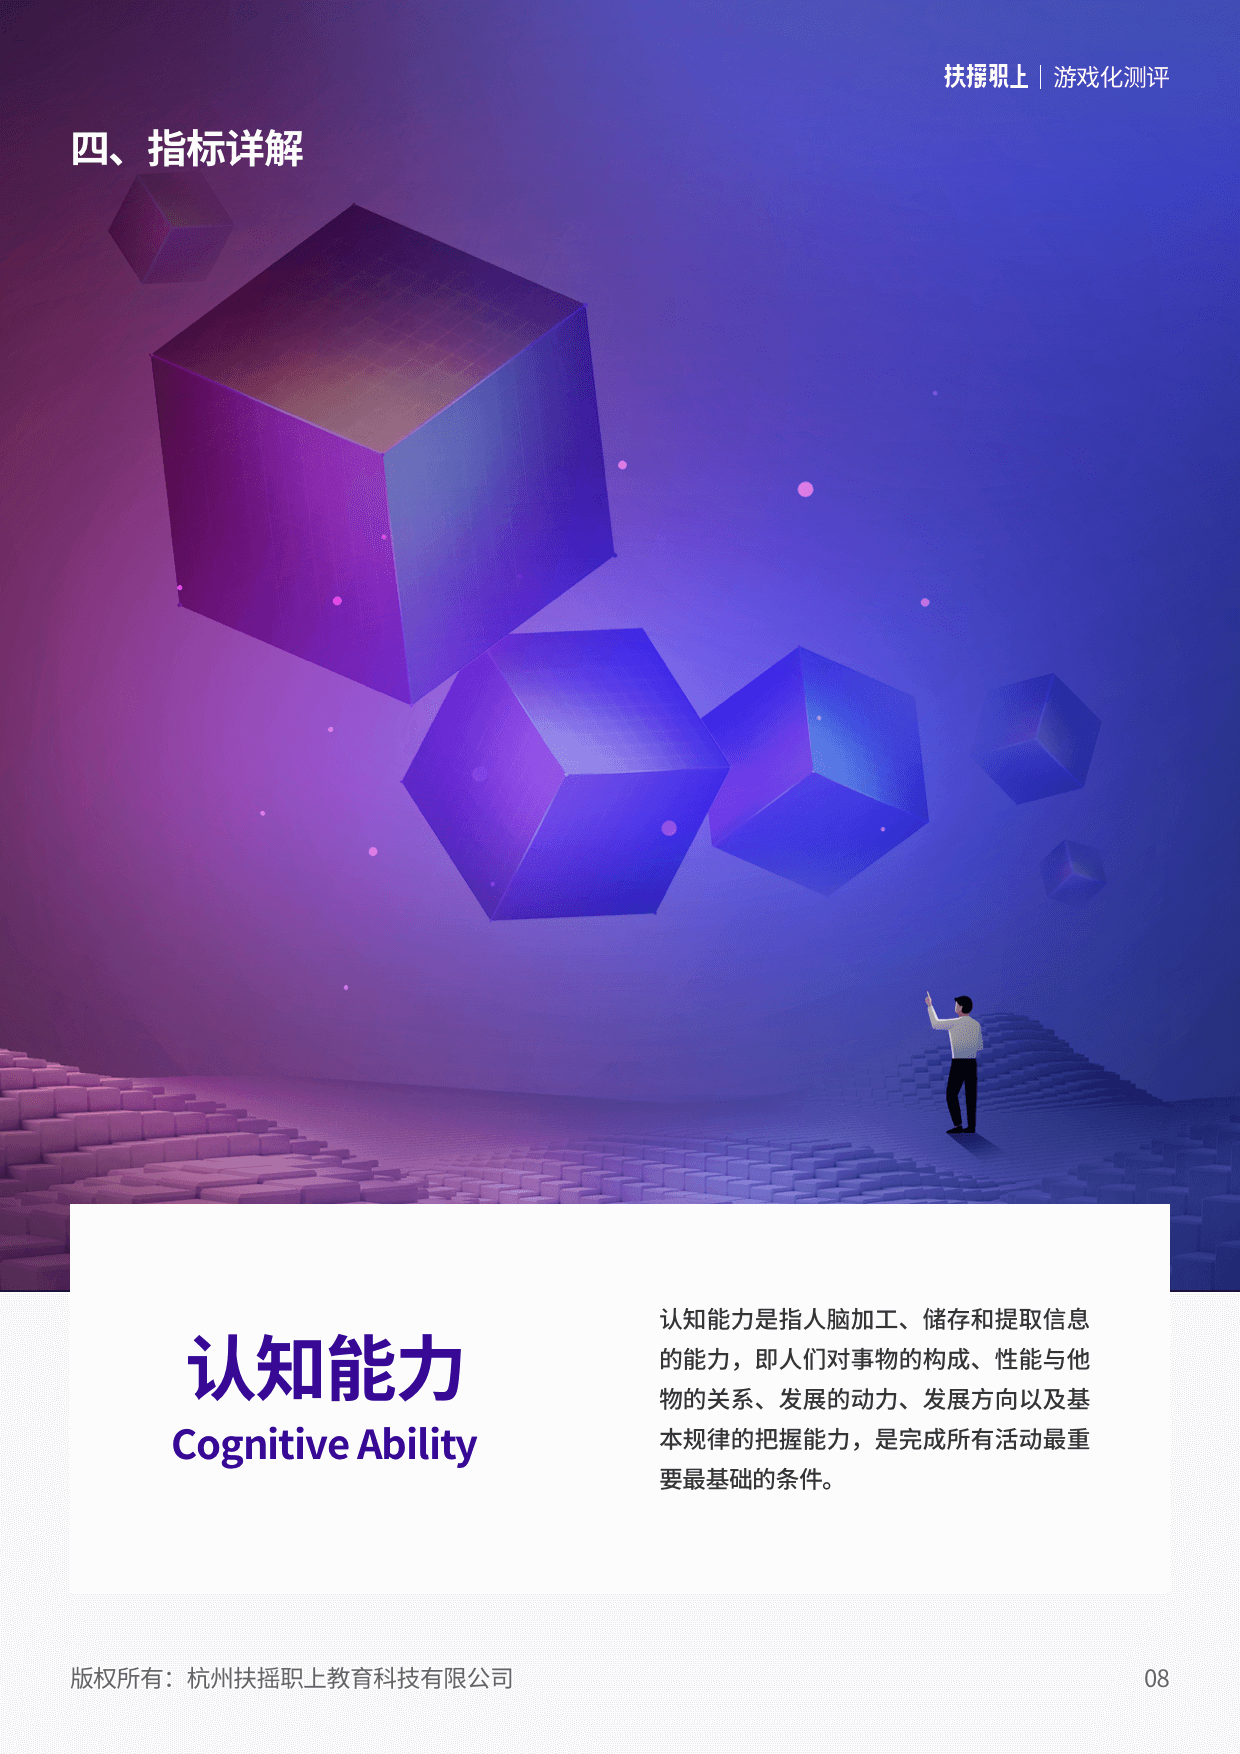 扶摇职上｜游戏化测评
四、指标详解
认知能力
Cognitive Ability
认知能力是指人脑加工、储存和提取信息
的能力，即人们对事物的构成、性能与他
物的关系、发展的动力、发展方向以及基
本规律的把握能力，是完成所有活动最重
要最基础的条件。
版权所有：杭州扶摇职上教育科技有限公司
08